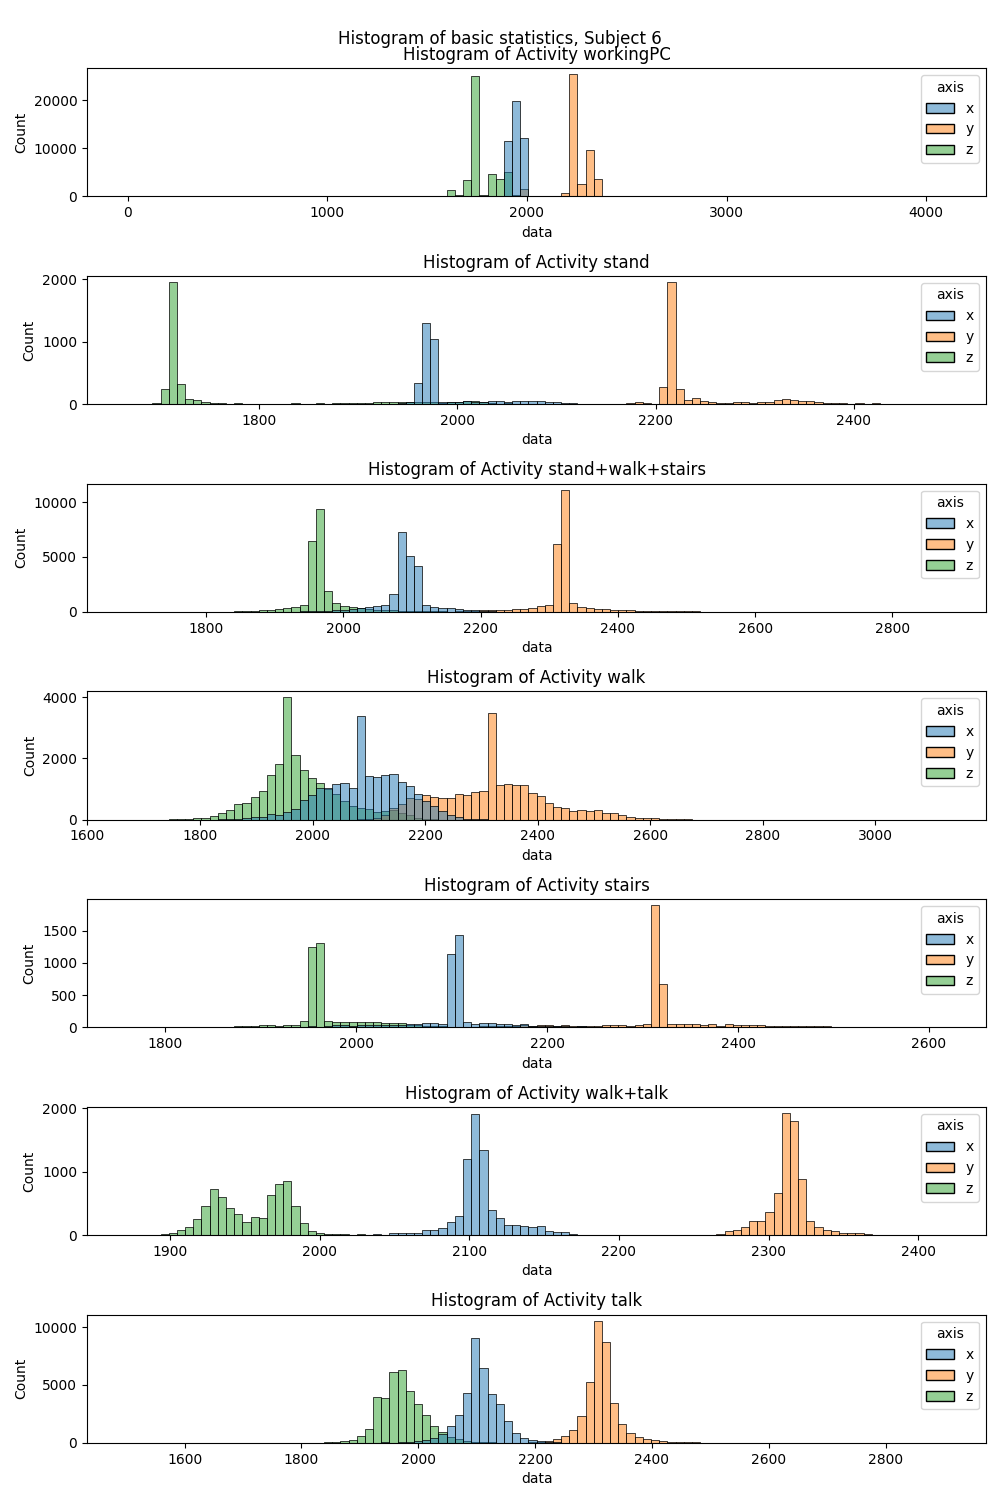 Histogram of basic statistics, Subject 6
Histogram of Activity workingPC
Count
20000
10000
0
axis
x
y
z
0 1000 2000 3000 4000
data
Histogram of Activity stand
Count
2000
1000
0
axis
x
y
z
1800 2000 2200 2400
data
Histogram of Activity stand+walk+stairs
Count
10000
5000
0
axis
x
y
z
1800 2000 2200 2400 2600 2800
data
Histogram of Activity walk
Count
4000
2000
0
axis
x
y
z
1600 1800 2000 2200 2400 2600 2800 3000
data
Histogram of Activity stairs
Count
1500
1000
500
0
axis
x
y
z
1800 2000 2200 2400 2600
data
Histogram of Activity walk+talk
Count
2000
1000
0
axis
x
y
z
1900 2000 2100 2200 2300 2400
data
Histogram of Activity talk
Count
10000
5000
0
axis
x
y
z
1600 1800 2000 2200 2400 2600 2800
data